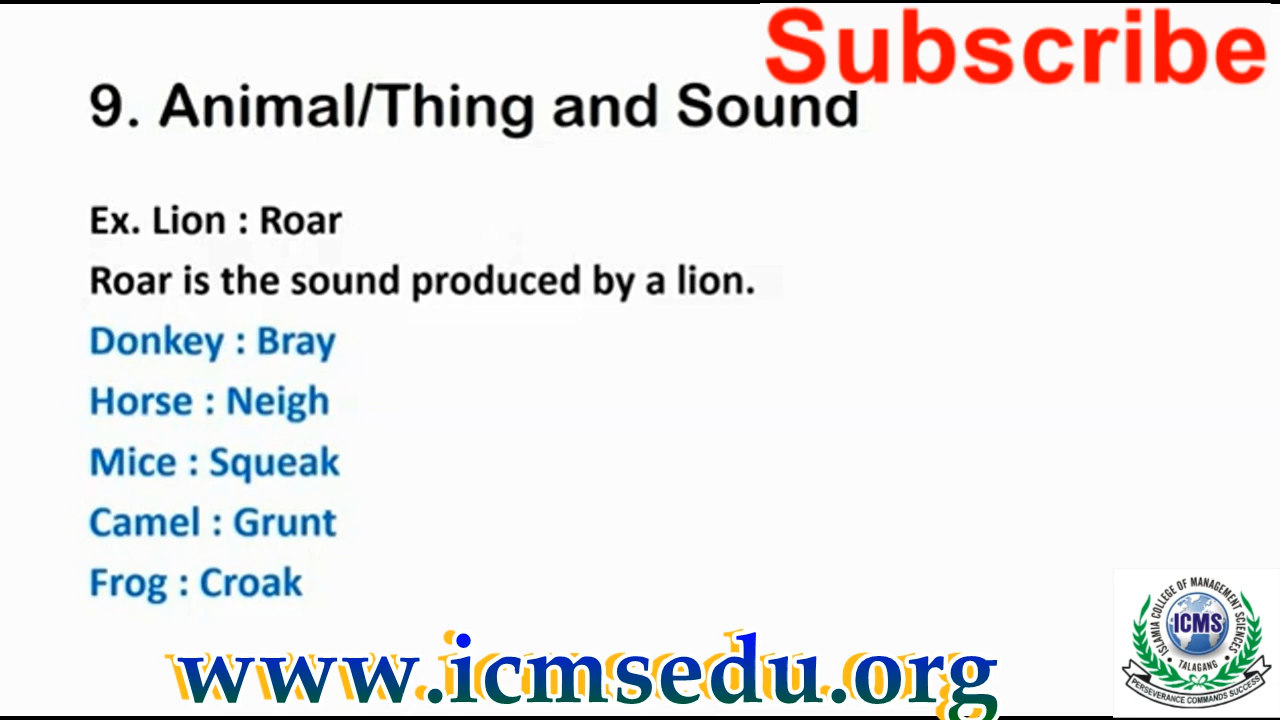 Subscribe
9. Animal/Thing and Sound
Ex. Lion : Roar
Roar is the sound produced by a lion.
Donkey : Bray
Horse : Neigh
Mice : Squeak
Camel : Grunt
Frog : Croak
www.icmsedu.org
ISLAMIA COLLEGE OF MANAGEMENT SCIENCES
ICMS
TALAGANG
PERSEVERANCE COMMANDS SUCCESS